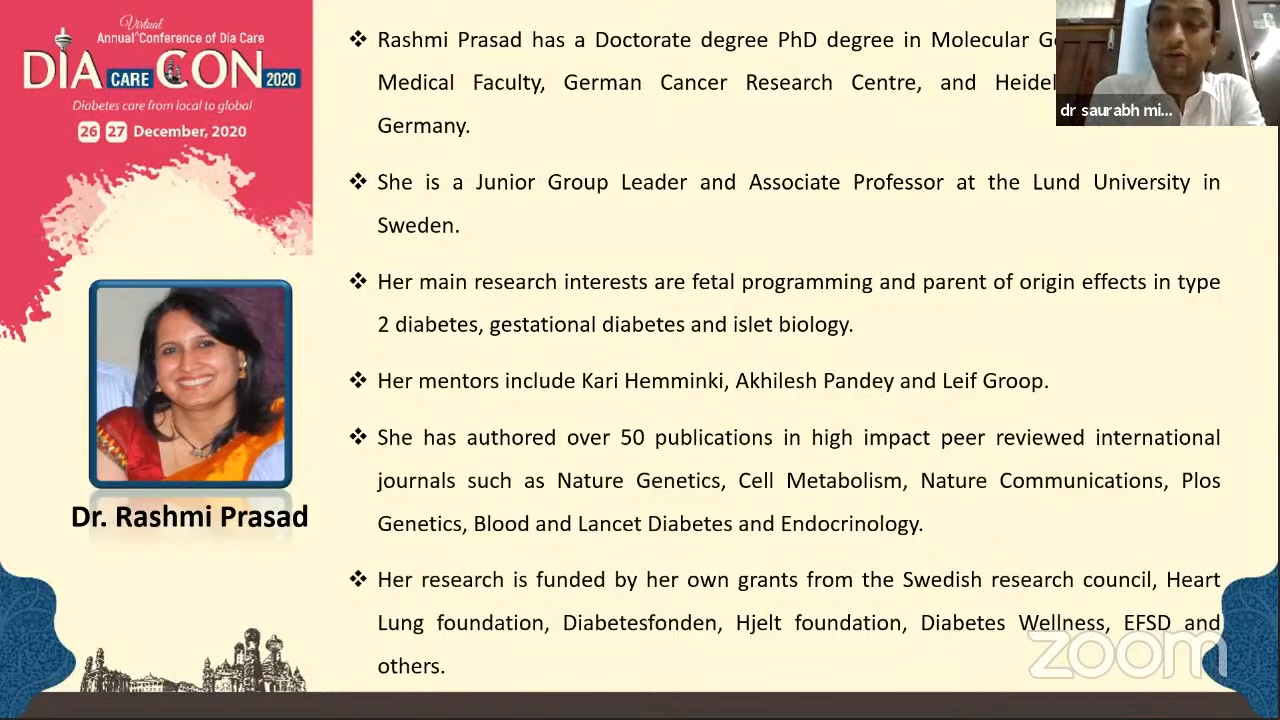 Virtual
Annual Conference of Dia Care
DIA CARE CON 2020
Diabetes care from local to global
26 27 December, 2020
Dr. Rashmi Prasad
❖ Rashmi Prasad has a Doctorate degree PhD degree in Molecular
Medical Faculty, German Cancer Research Centre, and
Germany.
❖ She is a Junior Group Leader and Associate Professor at the Lund University in
Sweden.
❖ Her main research interests are fetal programming and parent of origin effects in type
2 diabetes, gestational diabetes and islet biology.
❖ Her mentors include Kari Hemminki, Akhilesh Pandey and Leif Groop.
❖ She has authored over 50 publications in high impact peer reviewed international
journals such as Nature Genetics, Cell Metabolism, Nature Communications, Plos
Genetics, Blood and Lancet Diabetes and Endocrinology.
❖ Her research is funded by her own grants from the Swedish research council, Heart
Lung foundation, Diabetesfonden, Hjelt foundation, Diabetes Wellness, EFSD and
others.
dr saurabh mi...
zoom